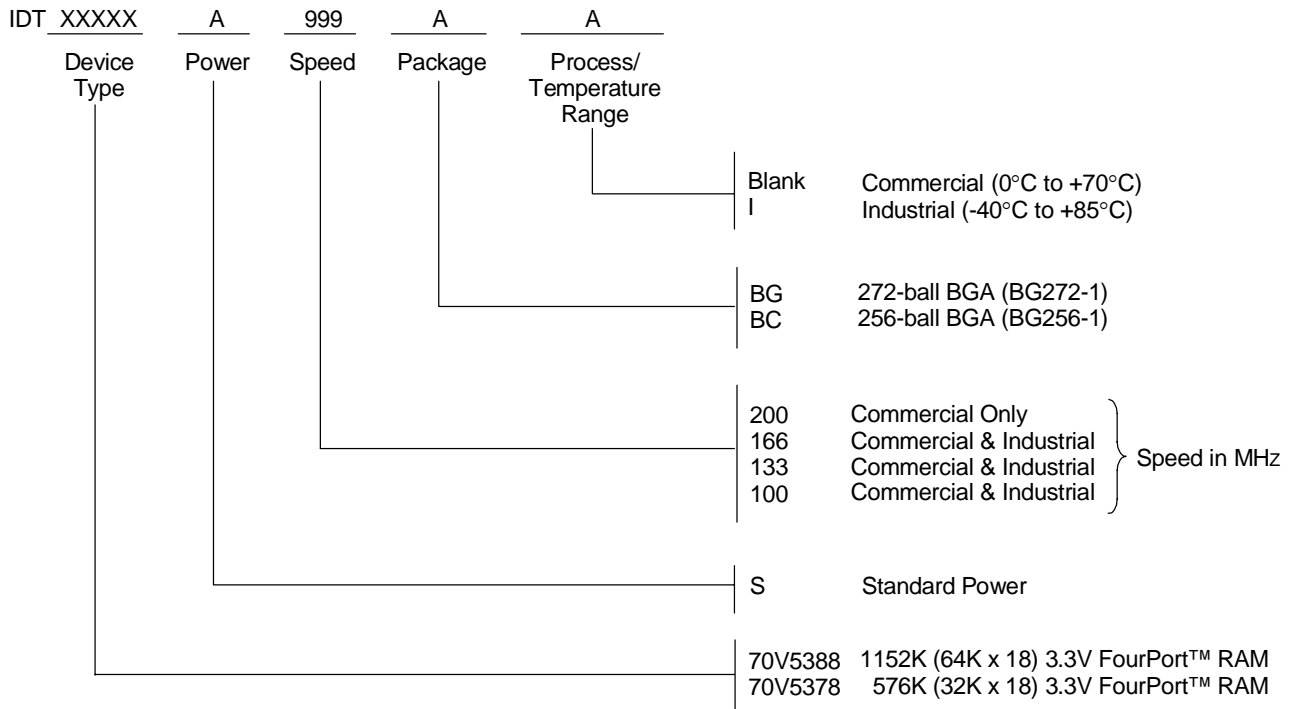 IDT XXXXX A 999 A A
Device Type Power Speed Package Process/ Temperature Range
Blank Commercial (0°C to +70°C)
I Industrial (-40°C to +85°C)
BG 272-ball BGA (BG272-1)
BC 256-ball BGA (BG256-1)
200 Commercial Only
166 Commercial & Industrial
133 Commercial & Industrial
100 Commercial & Industrial
Speed in MHz
S Standard Power
70V5388 1152K (64K x 18) 3.3V FourPort™ RAM
70V5378 576K (32K x 18) 3.3V FourPort™ RAM